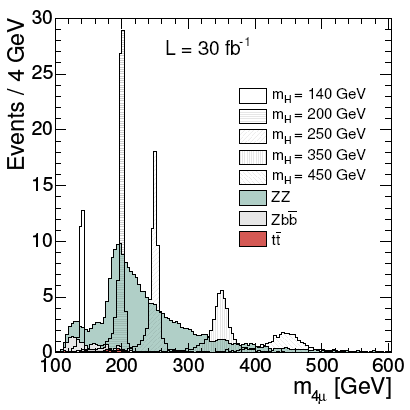 L = 30 fb⁻¹
Events / 4 GeV
30
25
20
15
10
5
0
m_H = 140 GeV
m_H = 200 GeV
m_H = 250 GeV
m_H = 350 GeV
m_H = 450 GeV
ZZ
Zbb̅
tt̅
100 200 300 400 500 600
m_4μ [GeV]